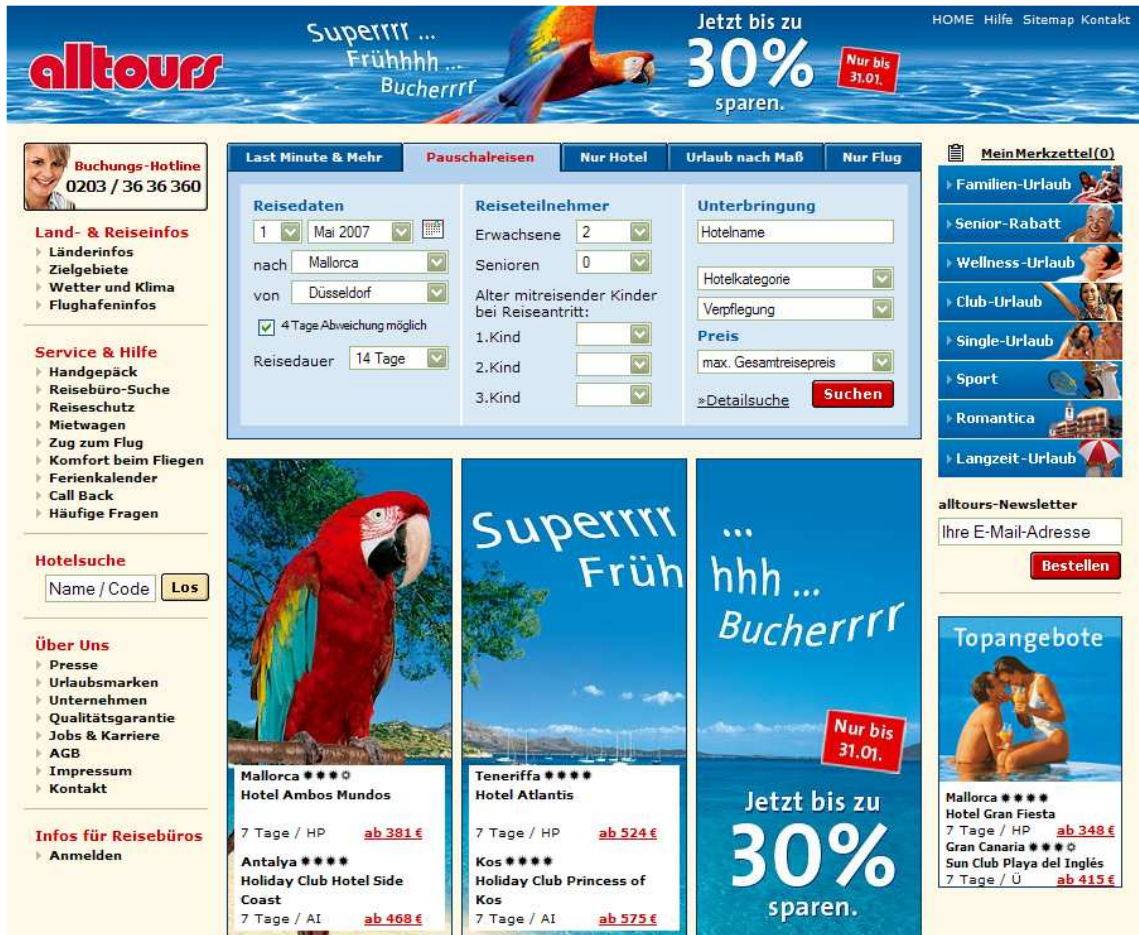 HOME Hilfe Sitemap Kontakt
alltours
Superrrr ...
Frühhhh ...
Bucherrrr
Jetzt bis zu
30%
sparen.
Nur bis
31.01.
Buchungs-Hotline
0203 / 36 36 360
Land- & Reiseinfos
Länderinfos
Zielgebiete
Wetter und Klima
Flughafeninfos
Service & Hilfe
Handgepäck
Reisebüro-Suche
Reiseschutz
Mietwagen
Zug zum Flug
Komfort beim Fliegen
Ferienkalender
Call Back
Häufige Fragen
Hotelsuche
Name / Code Los
Über Uns
Presse
Urlaubsmarken
Unternehmen
Qualitätsgarantie
Jobs & Karriere
AGB
Impressum
Kontakt
Infos für Reisebüros
Anmelden
Last Minute & Mehr Pauschalreisen Nur Hotel Urlaub nach Maß Nur Flug
Reisedaten
1 Mai 2007
nach Mallorca
von Düsseldorf
4 Tage Abweichung möglich
Reisedauer 14 Tage
Reiseteilnehmer
Erwachsene 2
Senioren 0
Alter mitreisender Kinder
bei Reiseantritt:
1.Kind
2.Kind
3.Kind
Unterbringung
Hotelname
Hotelkategorie
Verpflegung
Preis
max. Gesamtreisepreis
»Detailsuche Suchen
Superrrr ...
Frühhhh ...
Bucherrrr
Nur bis
31.01.
Jetzt bis zu
30%
sparen.
Mallorca
Hotel Ambos Mundos
7 Tage / HP ab 381 €
Antalya
Holiday Club Hotel Side
Coast
7 Tage / AI ab 468 €
Teneriffa
Hotel Atlantis
7 Tage / HP ab 524 €
Kos
Holiday Club Princess of
Kos
7 Tage / AI ab 575 €
Mein Merkzettel(0)
Familien-Urlaub
Senior-Rabatt
Wellness-Urlaub
Club-Urlaub
Single-Urlaub
Sport
Romantica
Langzeit-Urlaub
alltours-Newsletter
Ihre E-Mail-Adresse
Bestellen
Topangebote
Mallorca
Hotel Gran Fiesta
7 Tage / HP ab 348 €
Gran Canaria
Sun Club Playa del Inglés
7 Tage / Ü ab 415 €